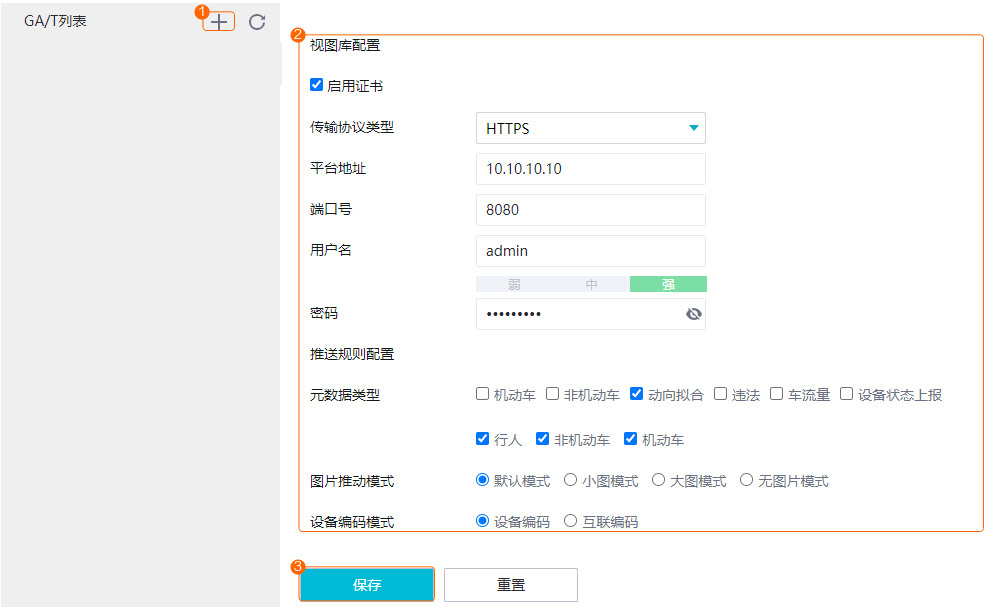 GA/T列表
1
2
视图库配置
启用证书
传输协议类型 HTTPS
平台地址 10.10.10.10
端口号 8080
用户名 admin
弱 中 强
密码 •••••••••
推送规则配置
元数据类型 机动车 非机动车 动向拟合 违法 车流量 设备状态上报
行人 非机动车 机动车
图片推动模式 默认模式 小图模式 大图模式 无图片模式
设备编码模式 设备编码 互联编码
3
保存 重置